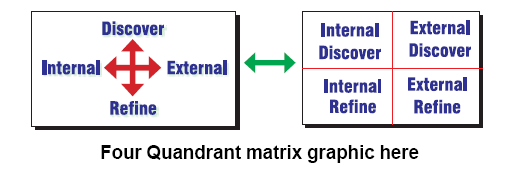 Discover
Internal External
Refine
Internal
Discover
External
Discover
Internal
Refine
External
Refine
Four Quandrant matrix graphic here